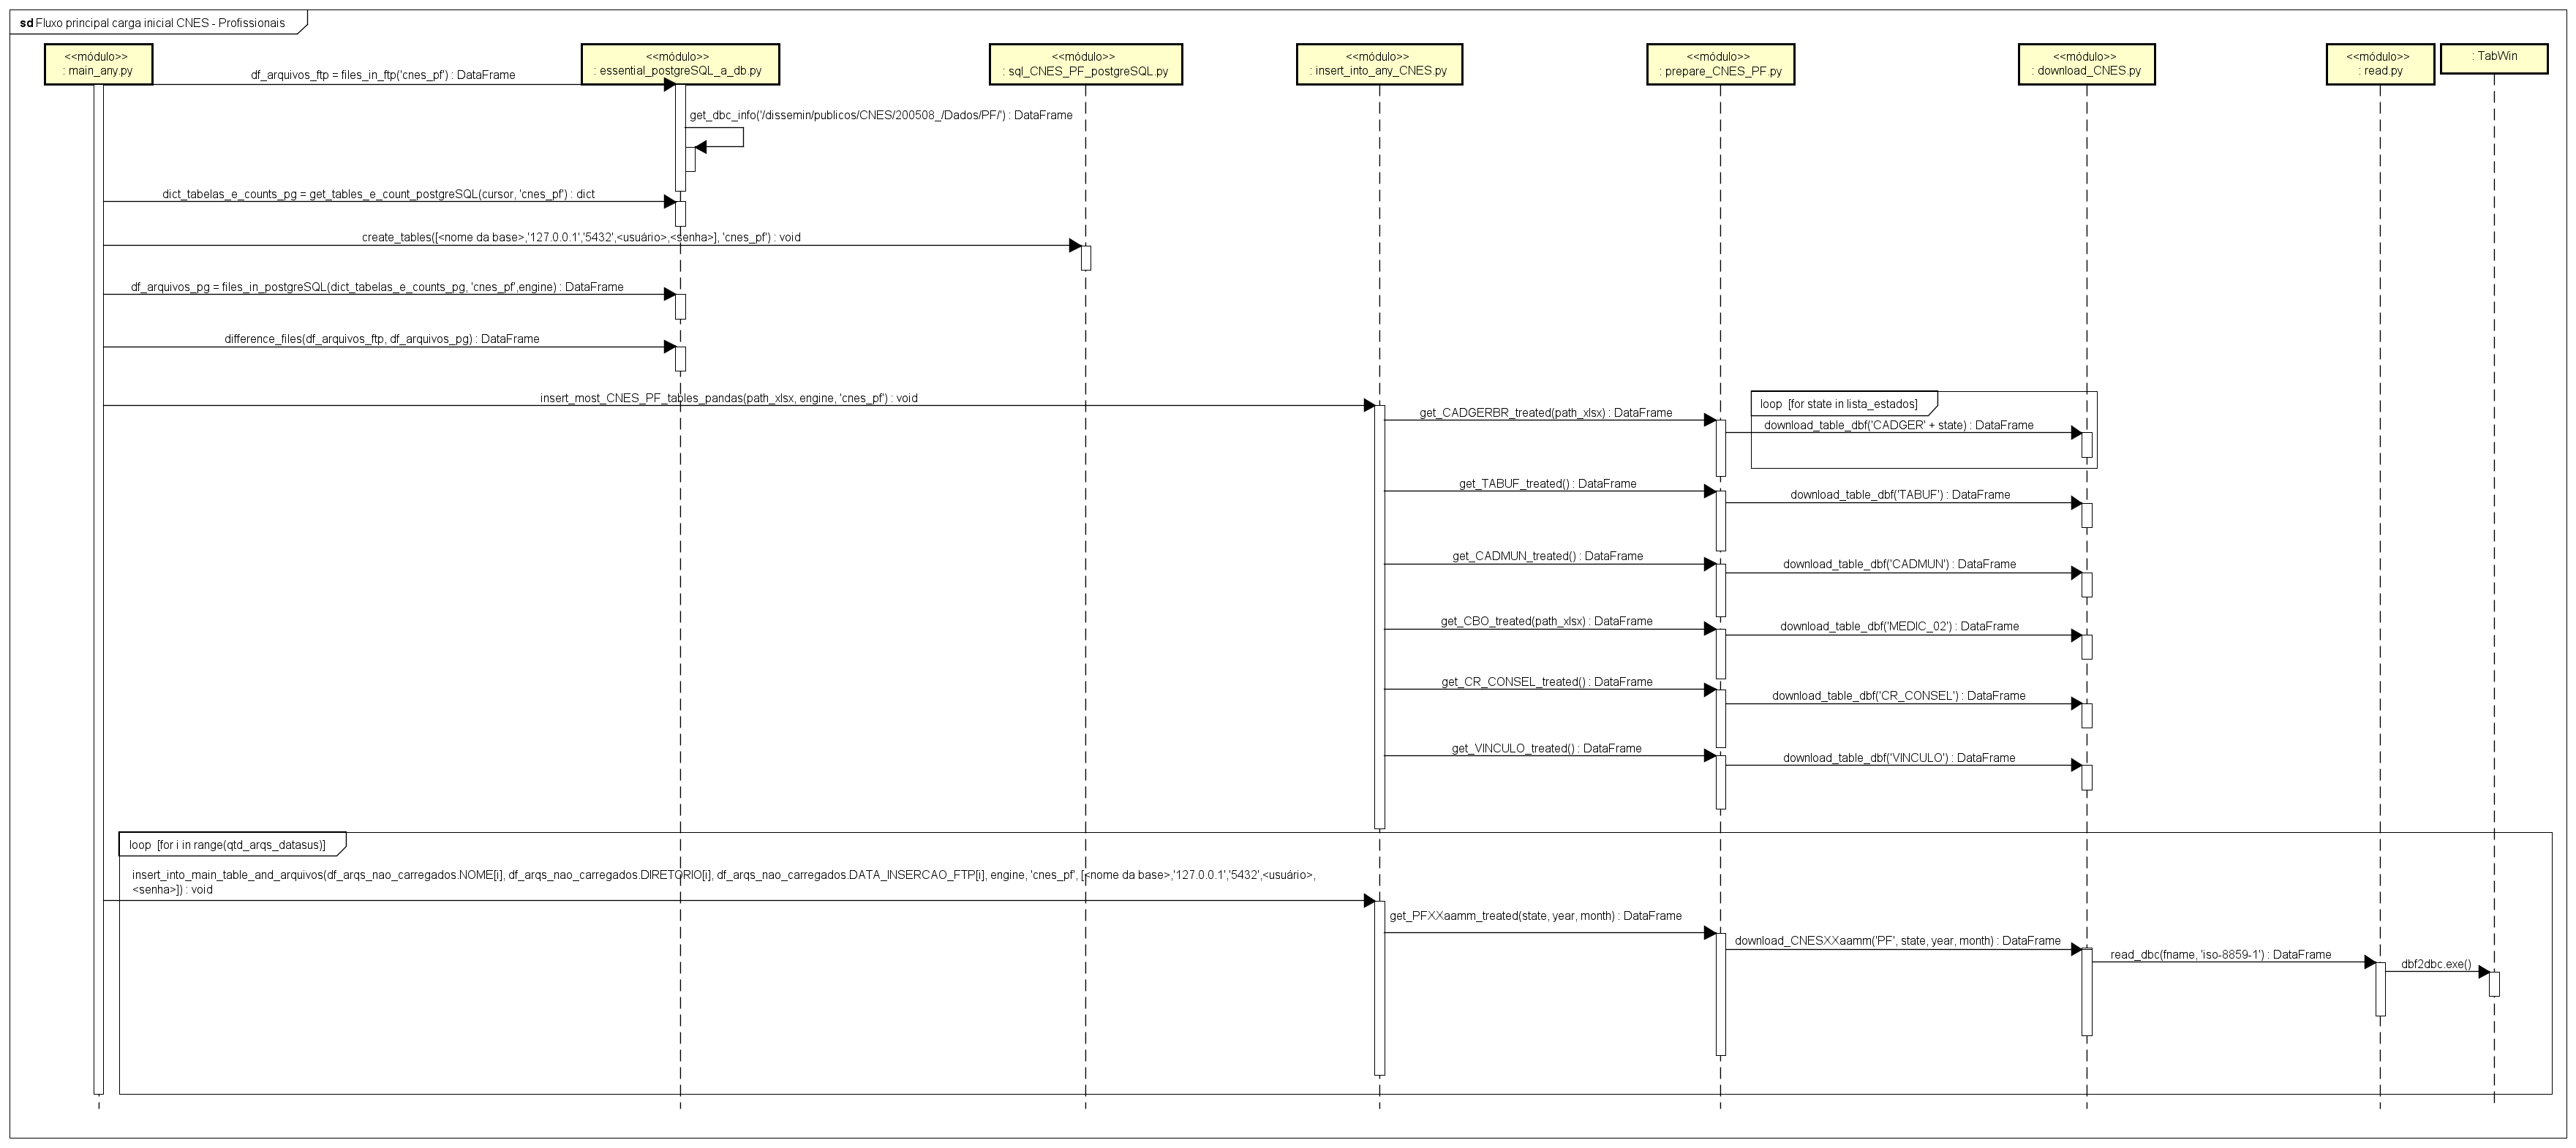 sd Fluxo principal carga inicial CNES - Profissionais
<<módulo>>
: main_any.py
<<módulo>>
: essential_postgreSQL_a_db.py
<<módulo>>
: sql_CNES_PF_postgreSQL.py
<<módulo>>
: insert_into_any_CNES.py
<<módulo>>
: prepare_CNES_PF.py
<<módulo>>
: download_CNES.py
<<módulo>>
: read.py
: TabWin
df_arquivos_ftp = files_in_ftp('cnes_pf') : DataFrame
get_dbc_info('/dissemin/publicos/CNES/200508_/Dados/PF/') : DataFrame
dict_tabelas_e_counts_pg = get_tables_e_count_postgreSQL(cursor, 'cnes_pf') : dict
create_tables([<nome da base>,'127.0.0.1','5432',<usuário>,<senha>], 'cnes_pf') : void
df_arquivos_pg = files_in_postgreSQL(dict_tabelas_e_counts_pg, 'cnes_pf',engine) : DataFrame
difference_files(df_arquivos_ftp, df_arquivos_pg) : DataFrame
insert_most_CNES_PF_tables_pandas(path_xlsx, engine, 'cnes_pf') : void
get_CADGERBR_treated(path_xlsx) : DataFrame
loop [for state in lista_estados]
download_table_dbf('CADGER' + state) : DataFrame
get_TABUF_treated() : DataFrame
download_table_dbf('TABUF') : DataFrame
get_CADMUN_treated() : DataFrame
download_table_dbf('CADMUN') : DataFrame
get_CBO_treated(path_xlsx) : DataFrame
download_table_dbf('MEDIC_02') : DataFrame
get_CR_CONSEL_treated() : DataFrame
download_table_dbf('CR_CONSEL') : DataFrame
get_VINCULO_treated() : DataFrame
download_table_dbf('VINCULO') : DataFrame
loop [for i in range(qtd_arqs_datasus)]
insert_into_main_table_and_arquivos(df_arqs_nao_carregados.NOME[i], df_arqs_nao_carregados.DIRETORIO[i], df_arqs_nao_carregados.DATA_INSERCAO_FTP[i], engine, 'cnes_pf', [<nome da base>,'127.0.0.1','5432',<usuário>,
<senha>]) : void
get_PFXXaamm_treated(state, year, month) : DataFrame
download_CNESXXaamm('PF', state, year, month) : DataFrame
read_dbc(fname, 'iso-8859-1') : DataFrame
dbf2dbc.exe()